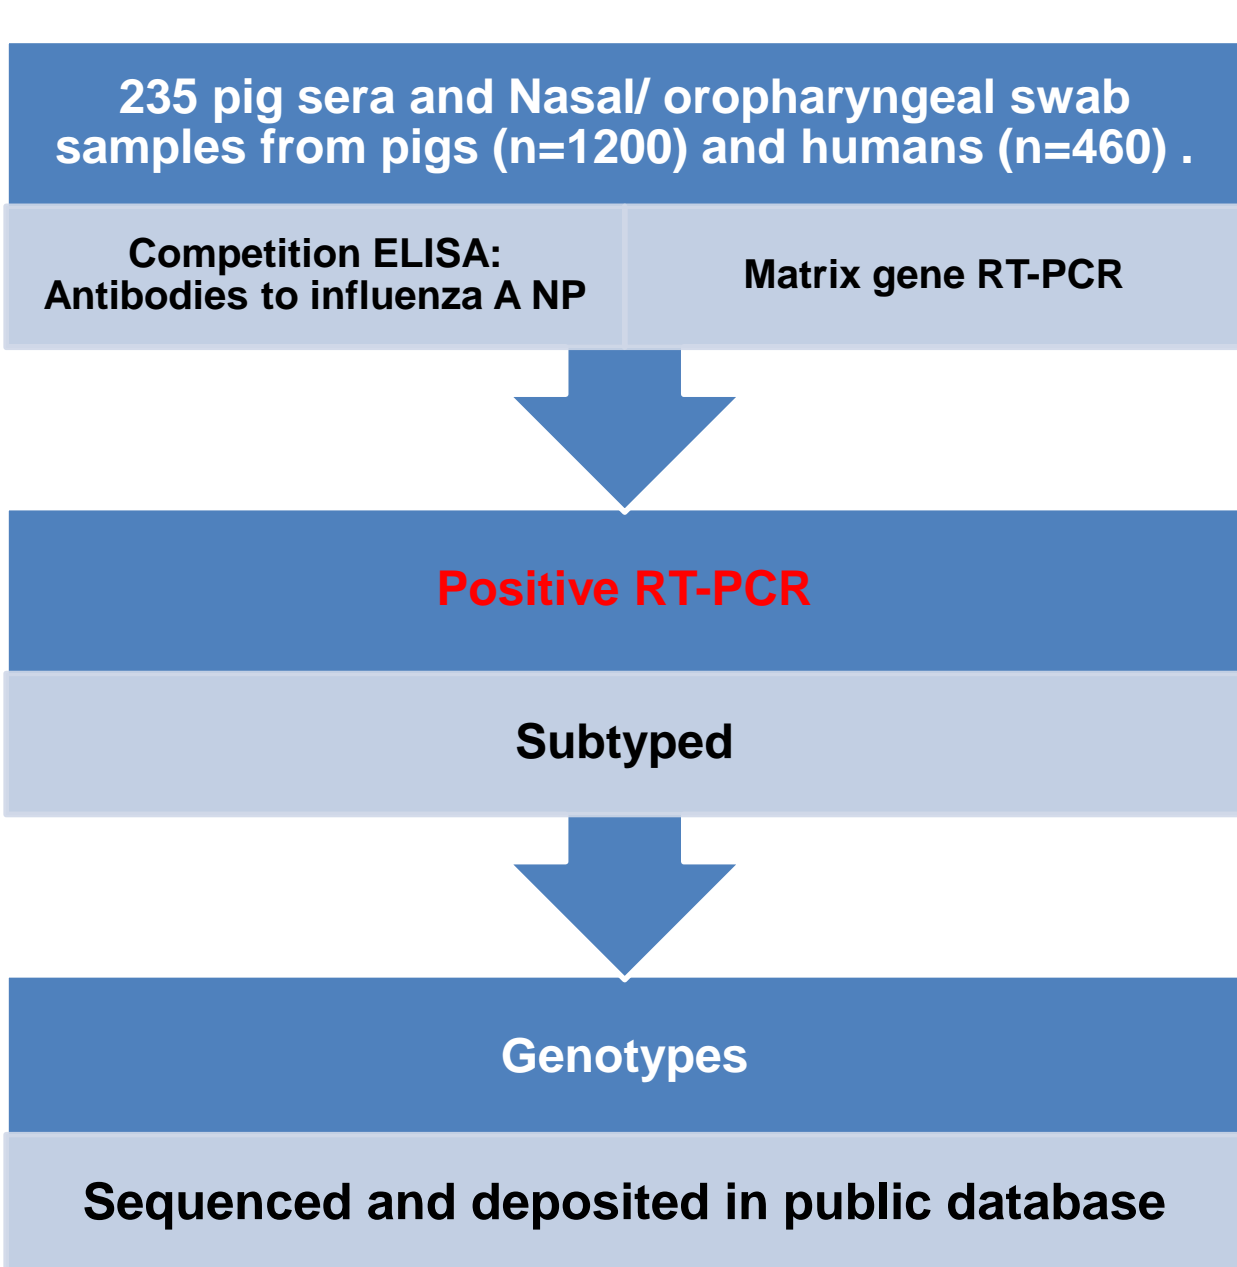 235 pig sera and Nasal/ oropharyngeal swab
samples from pigs (n=1200) and humans (n=460) .
Competition ELISA:
Antibodies to influenza A NP
Matrix gene RT-PCR
Positive RT-PCR
Subtyped
Genotypes
Sequenced and deposited in public database